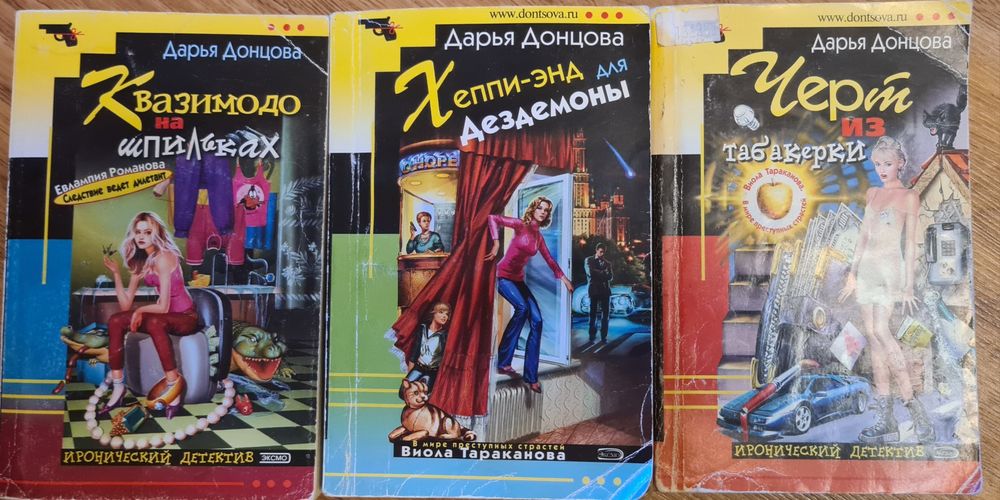 Дарья Донцова
Квазимодо
на
шпильках
Евлампия Романова
Следствие ведет дилетант
ИРОНИЧЕСКИЙ ДЕТЕКТИВ
ЭКСМО
www.dontsova.ru
Дарья Донцова
Хеппи-энд для
Дездемоны
В мире преступных страстей
Виола Тараканова
www.dontsova.ru
Дарья Донцова
Черт
из
табакерки
Виола Тараканова
В мире преступных страстей
ИРОНИЧЕСКИЙ ДЕТЕКТИВ